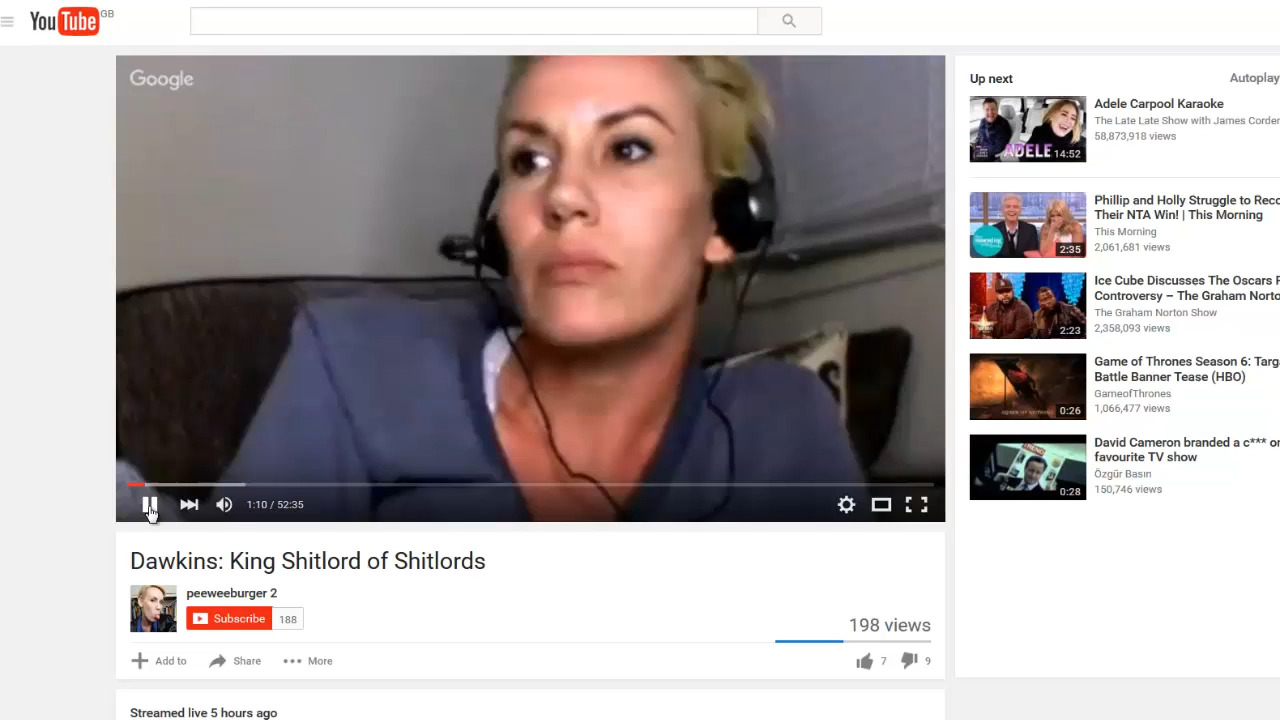 YouTube GB
Google
1:10 / 52:35
Dawkins: King Shitlord of Shitlords
peeweeburger 2
Subscribe 188
198 views
Add to Share More 7 9
Streamed live 5 hours ago
Up next Autoplay
ADELE
14:52
Adele Carpool Karaoke
The Late Late Show with James Corden
58,873,918 views
2:35
Phillip and Holly Struggle to Reco
Their NTA Win! | This Morning
This Morning
2,061,681 views
2:23
Ice Cube Discusses The Oscars
Controversy – The Graham Norto
The Graham Norton Show
2,358,093 views
0:26
Game of Thrones Season 6: Targa
Battle Banner Tease (HBO)
GameofThrones
1,066,477 views
0:28
David Cameron branded a c*** on
favourite TV show
Özgür Basın
150,746 views